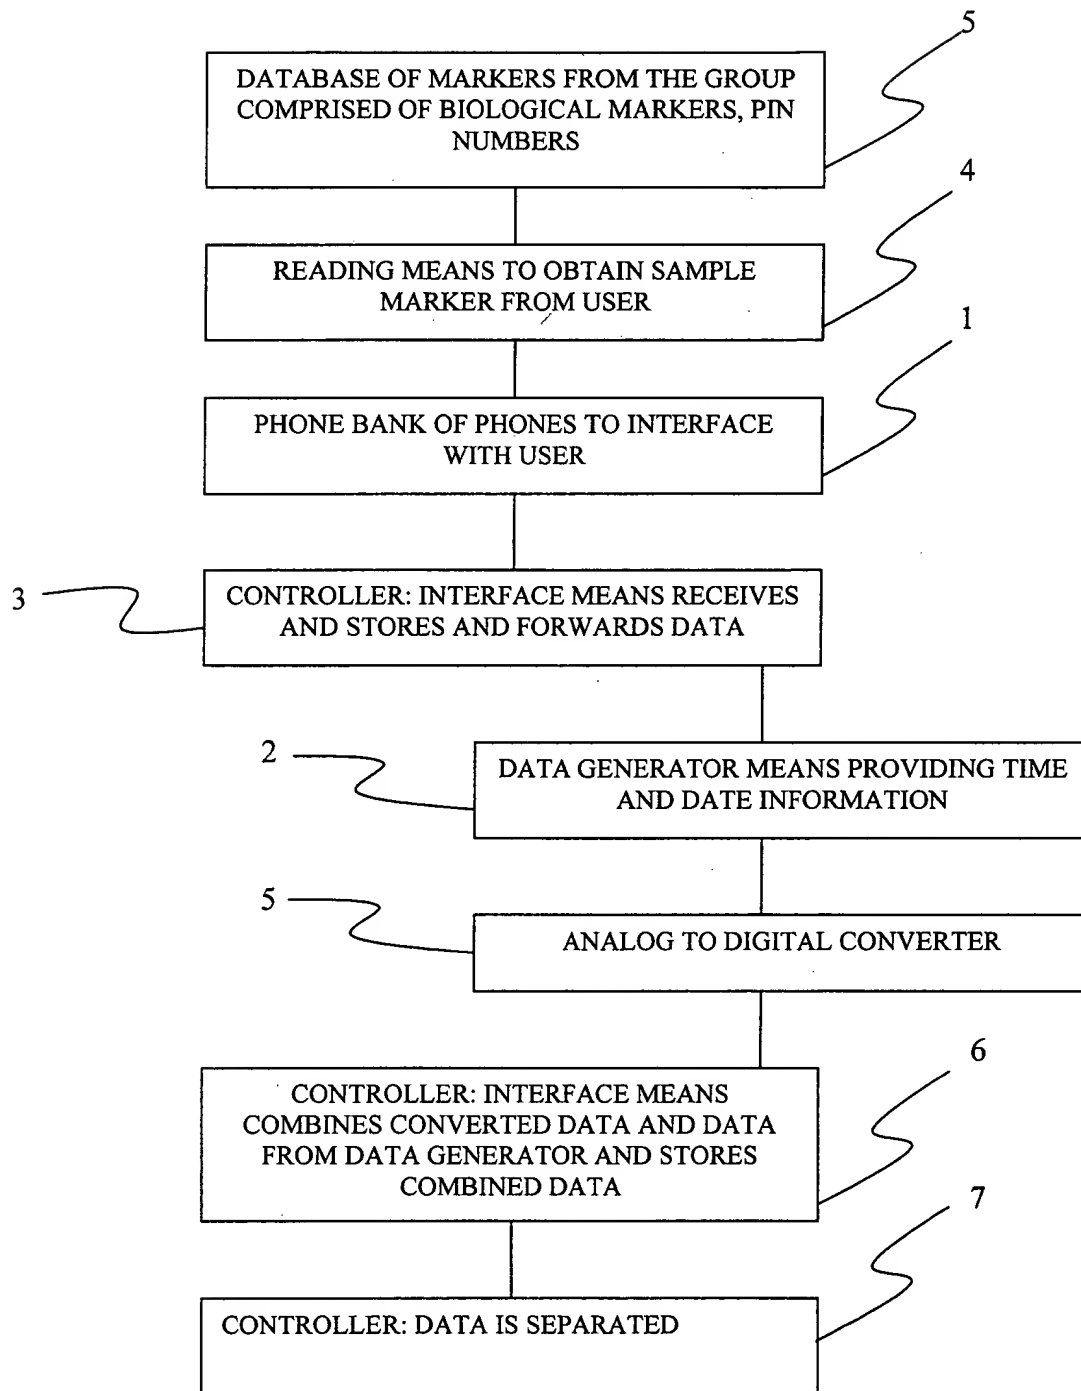 5
DATABASE OF MARKERS FROM THE GROUP
COMPRISED OF BIOLOGICAL MARKERS, PIN
NUMBERS
4
READING MEANS TO OBTAIN SAMPLE
MARKER FROM USER
1
PHONE BANK OF PHONES TO INTERFACE
WITH USER
3
CONTROLLER: INTERFACE MEANS RECEIVES
AND STORES AND FORWARDS DATA
2
DATA GENERATOR MEANS PROVIDING TIME
AND DATE INFORMATION
5
ANALOG TO DIGITAL CONVERTER
6
CONTROLLER: INTERFACE MEANS
COMBINES CONVERTED DATA AND DATA
FROM DATA GENERATOR AND STORES
COMBINED DATA
7
CONTROLLER: DATA IS SEPARATED